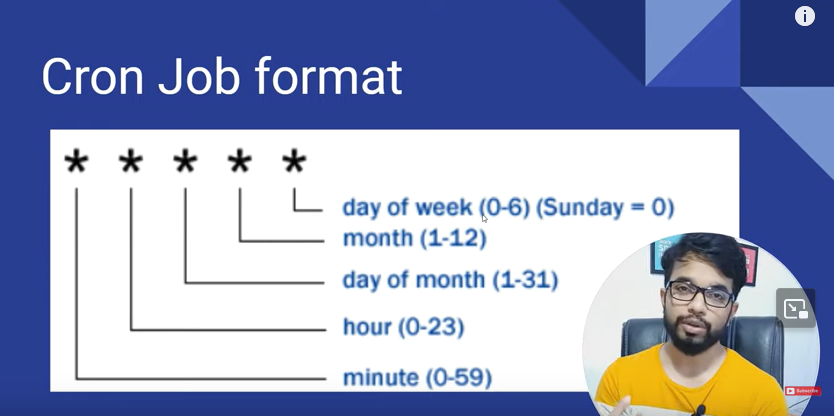 Cron Job format
* * * * *
day of week (0-6) (Sunday = 0)
month (1-12)
day of month (1-31)
hour (0-23)
minute (0-59)
i
Subscribe